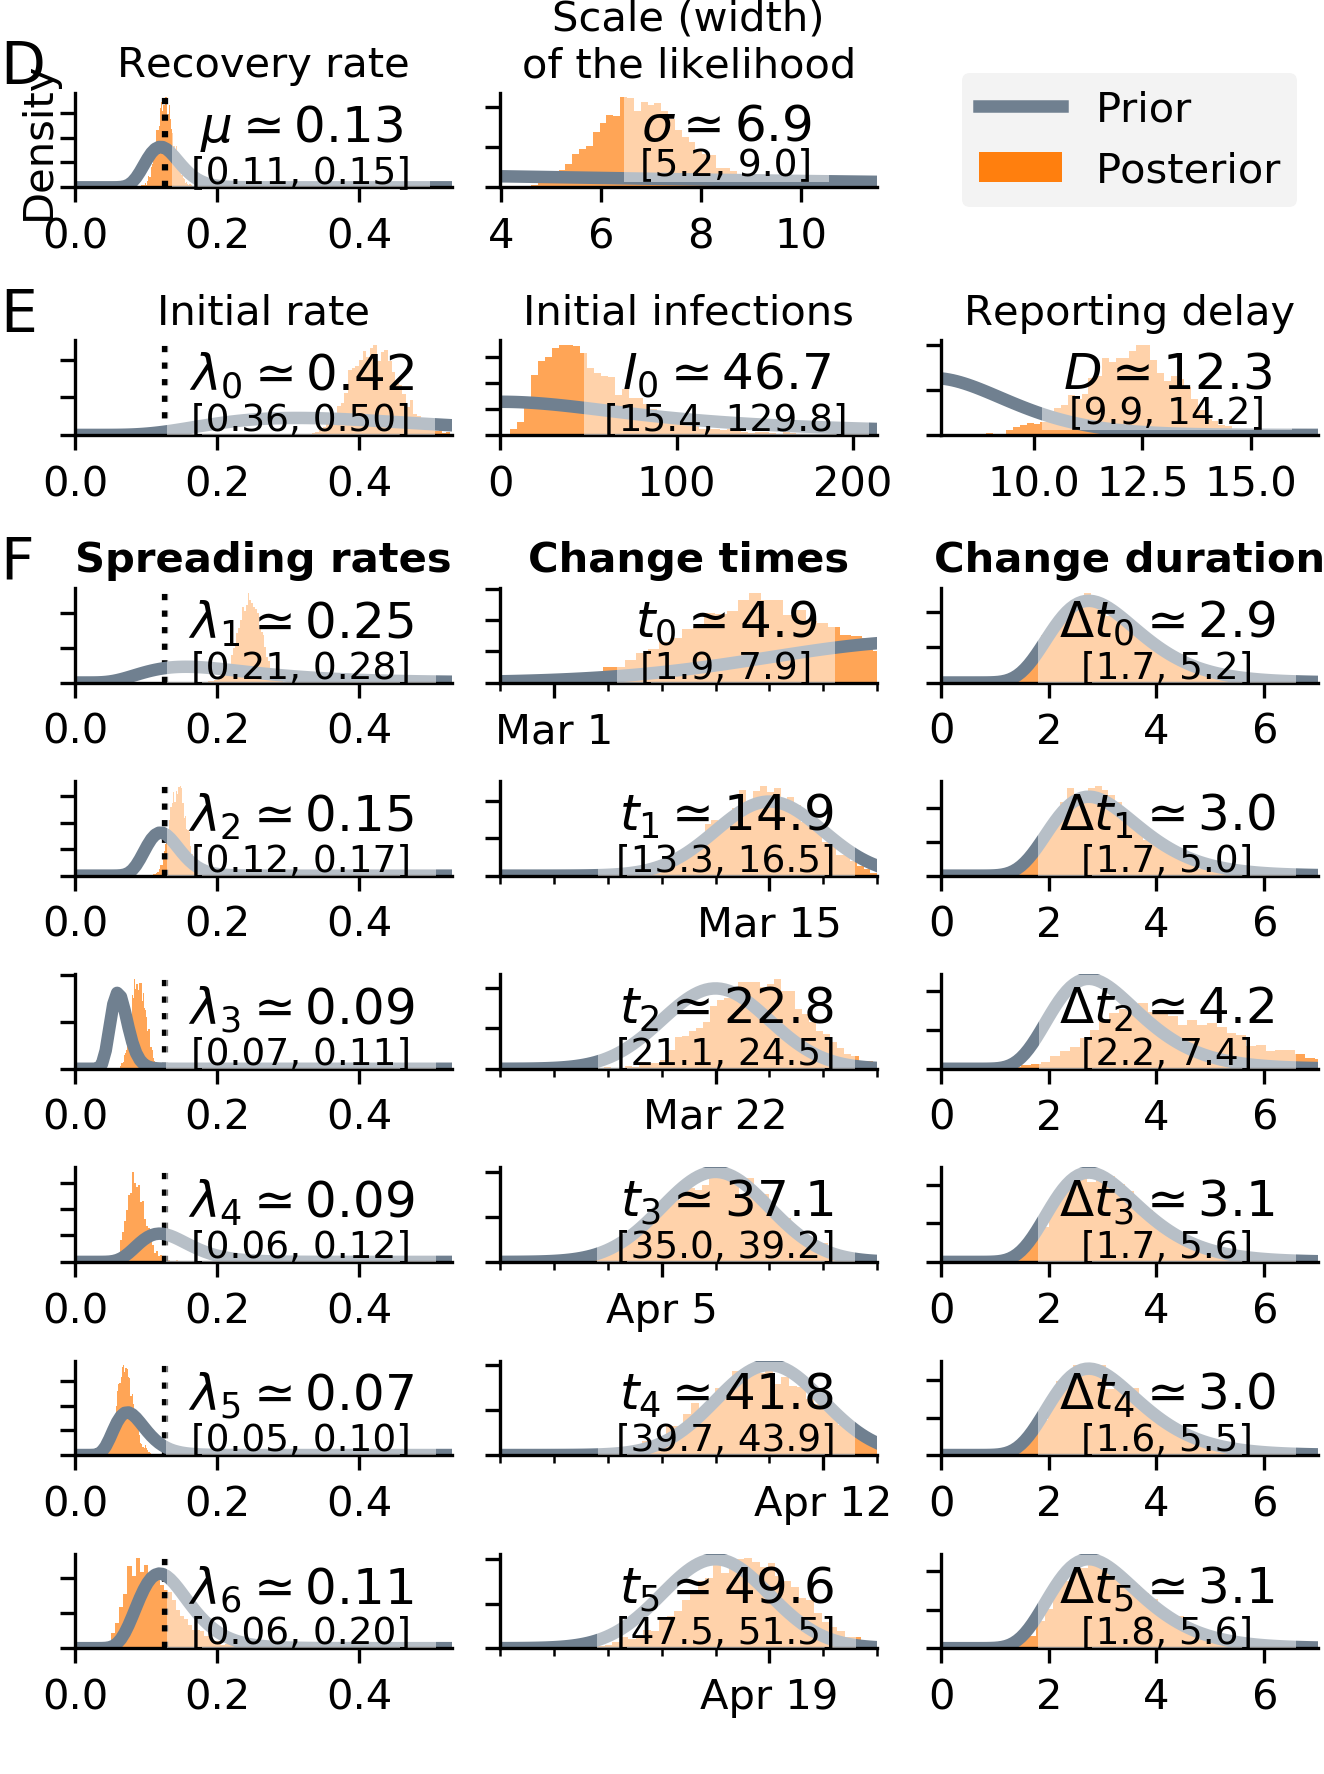 D
Recovery rate
Scale (width)
of the likelihood
Density
μ ≃ 0.13
[0.11, 0.15]
0.0 0.2 0.4
σ ≃ 6.9
[5.2, 9.0]
4 6 8 10
Prior
Posterior
E
Initial rate
λ0 ≃ 0.42
[0.36, 0.50]
0.0 0.2 0.4
Initial infections
I0 ≃ 46.7
[15.4, 129.8]
0 100 200
Reporting delay
D ≃ 12.3
[9.9, 14.2]
10.0 12.5 15.0
F
Spreading rates Change times Change duration
λ1 ≃ 0.25
[0.21, 0.28]
0.0 0.2 0.4
t0 ≃ 4.9
[1.9, 7.9]
Mar 1
Δt0 ≃ 2.9
[1.7, 5.2]
0 2 4 6
λ2 ≃ 0.15
[0.12, 0.17]
0.0 0.2 0.4
t1 ≃ 14.9
[13.3, 16.5]
Mar 15
Δt1 ≃ 3.0
[1.7, 5.0]
0 2 4 6
λ3 ≃ 0.09
[0.07, 0.11]
0.0 0.2 0.4
t2 ≃ 22.8
[21.1, 24.5]
Mar 22
Δt2 ≃ 4.2
[2.2, 7.4]
0 2 4 6
λ4 ≃ 0.09
[0.06, 0.12]
0.0 0.2 0.4
t3 ≃ 37.1
[35.0, 39.2]
Apr 5
Δt3 ≃ 3.1
[1.7, 5.6]
0 2 4 6
λ5 ≃ 0.07
[0.05, 0.10]
0.0 0.2 0.4
t4 ≃ 41.8
[39.7, 43.9]
Apr 12
Δt4 ≃ 3.0
[1.6, 5.5]
0 2 4 6
λ6 ≃ 0.11
[0.06, 0.20]
0.0 0.2 0.4
t5 ≃ 49.6
[47.5, 51.5]
Apr 19
Δt5 ≃ 3.1
[1.8, 5.6]
0 2 4 6